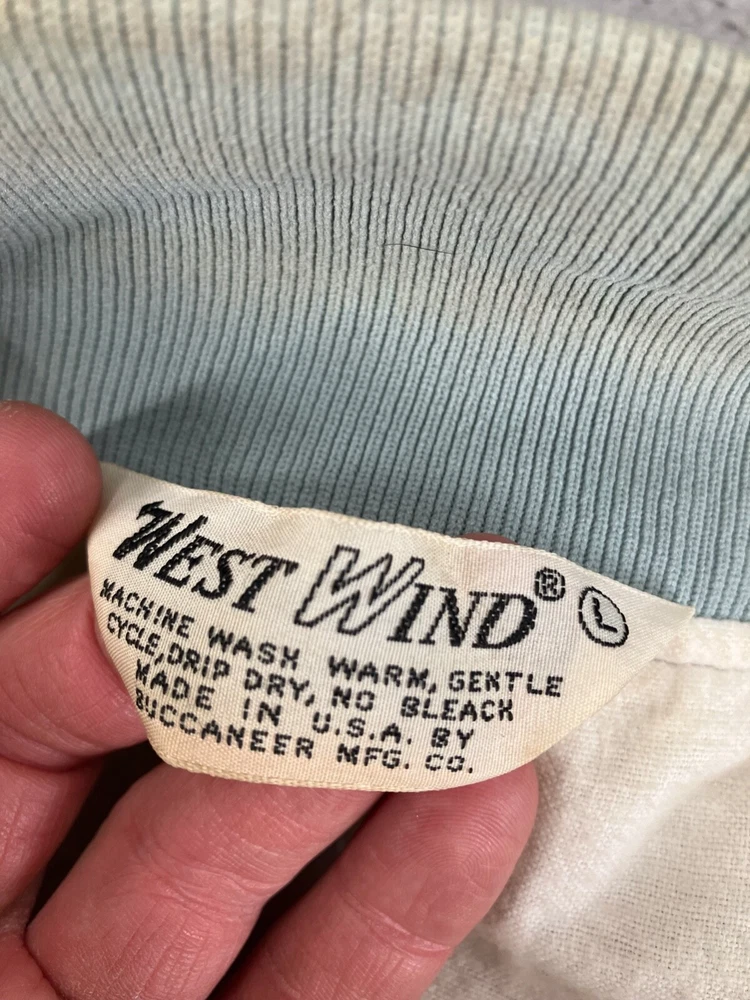 WEST WIND® L
MACHINE WASH WARM, GENTLE
CYCLE, DRIP DRY, NO BLEACH
MADE IN U.S.A. BY
BUCCANEER MFG. CO.